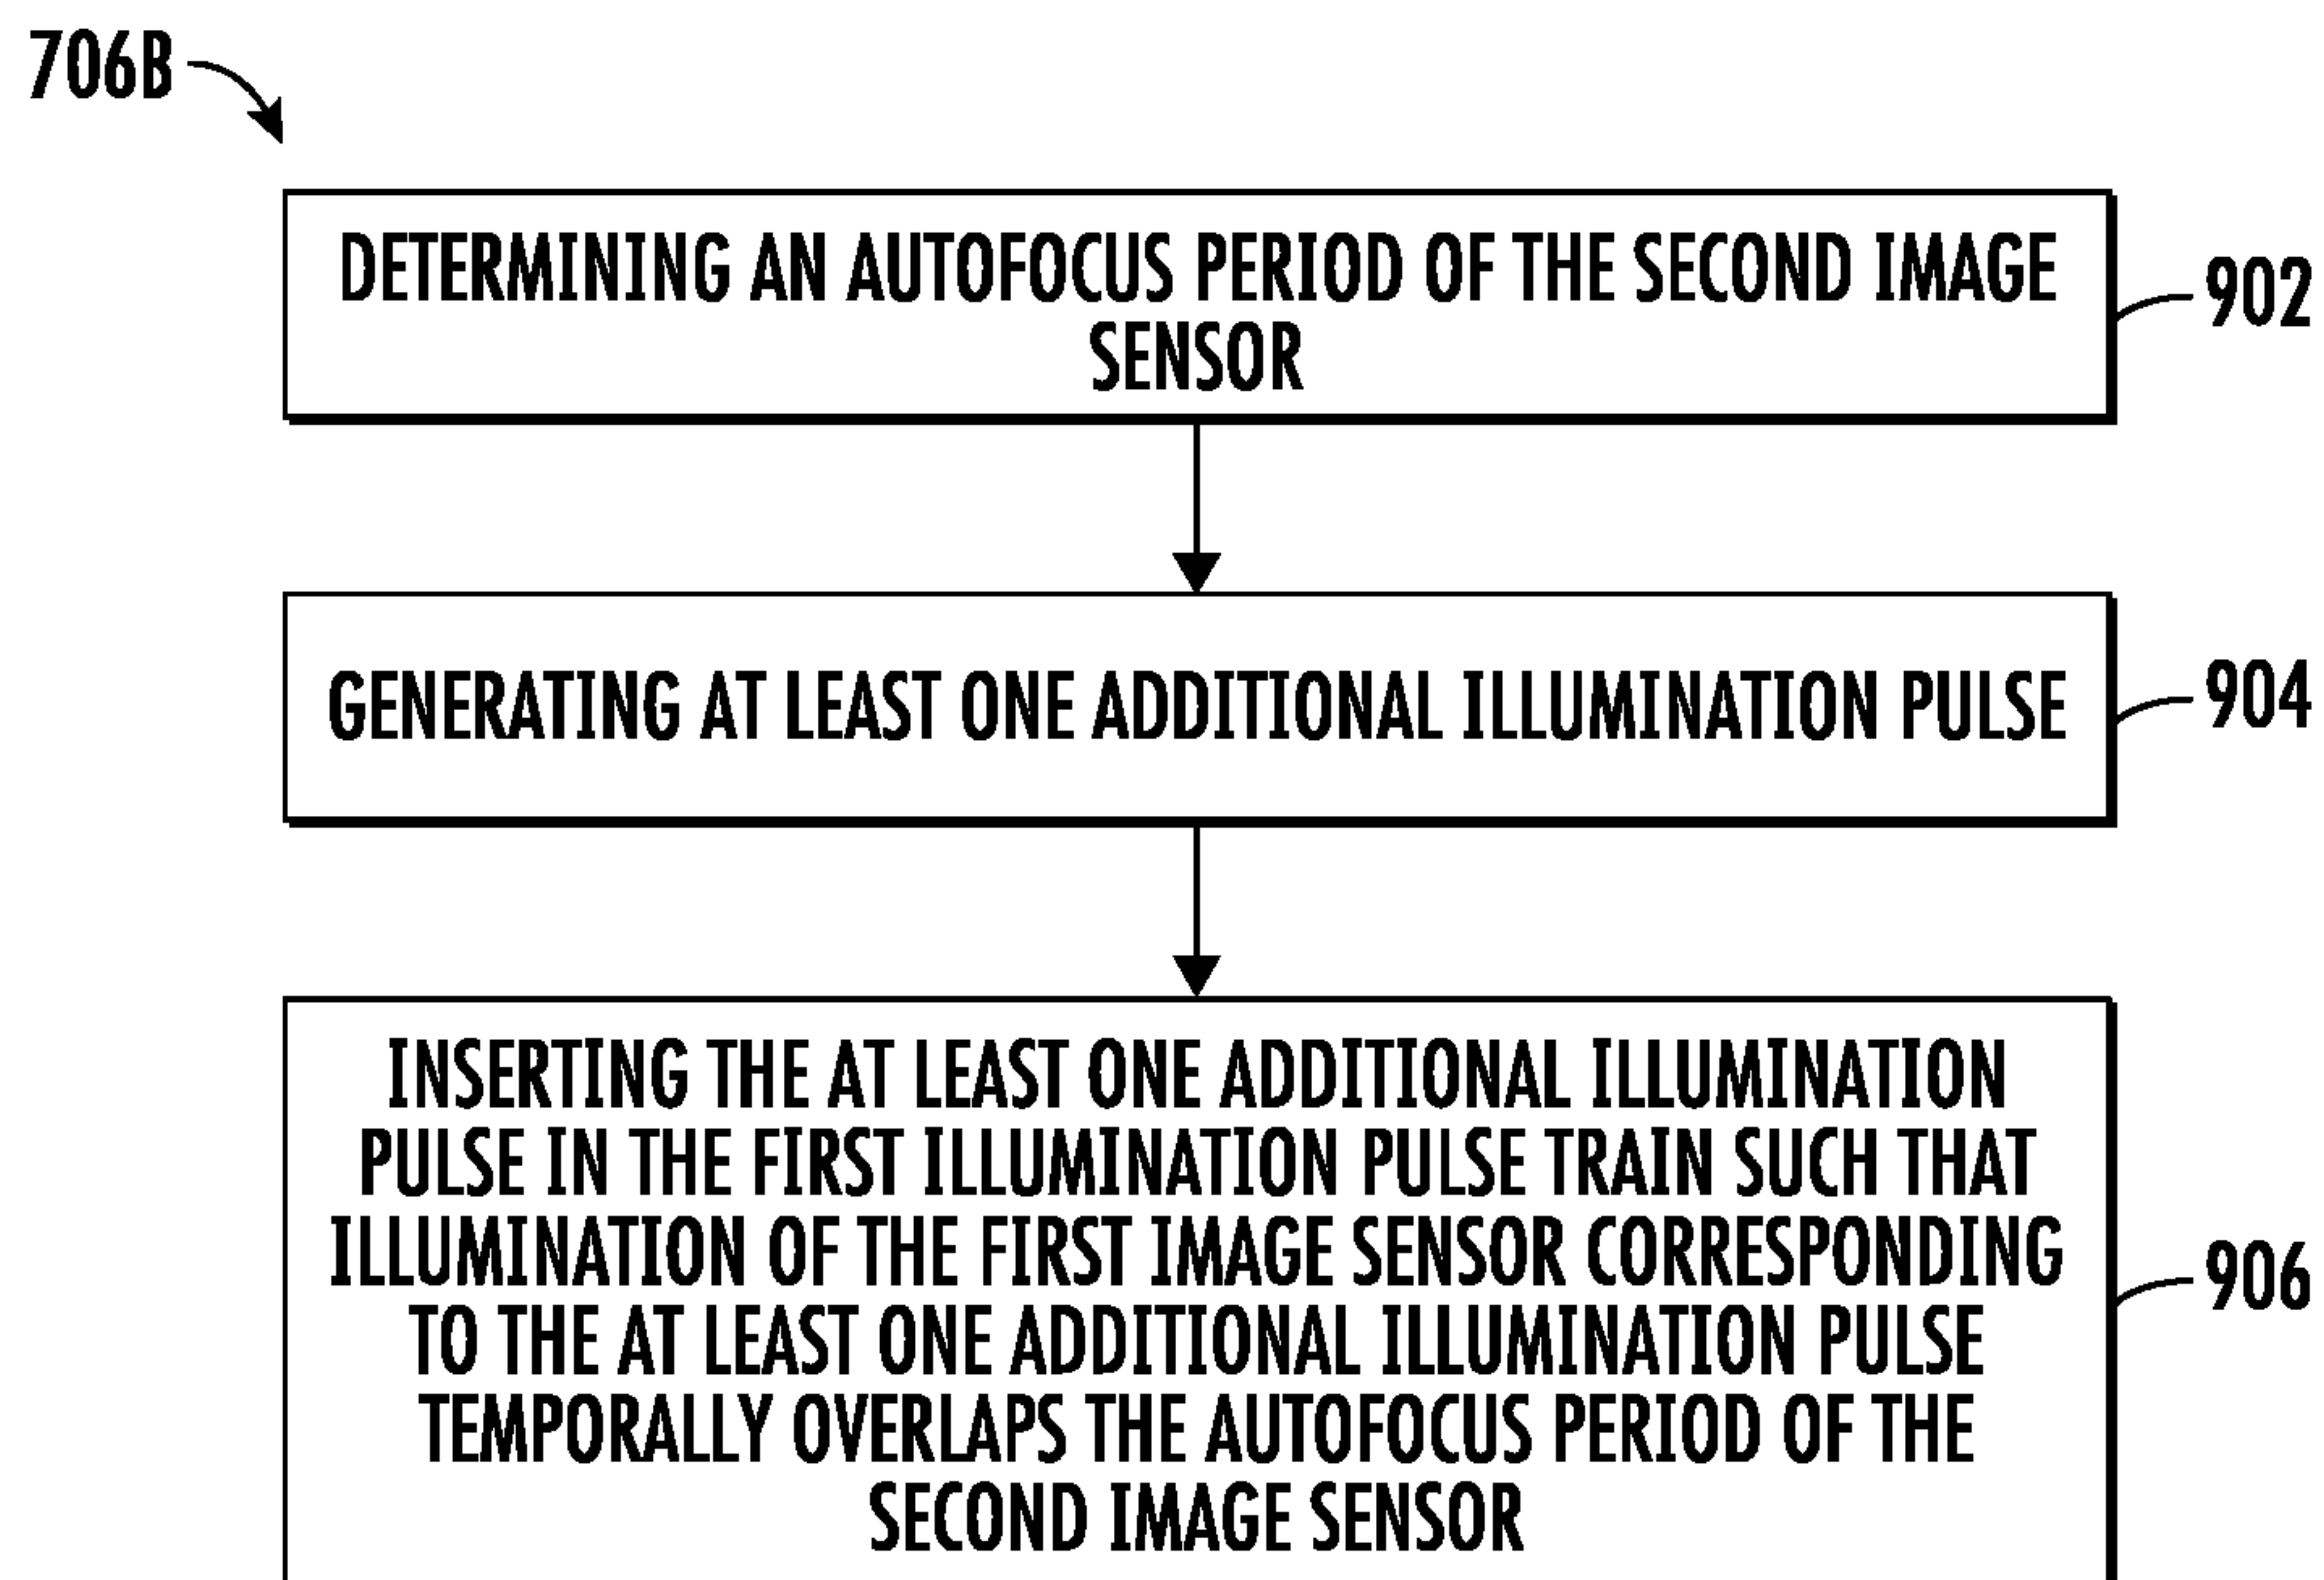 706B
DETERMINING AN AUTOFOCUS PERIOD OF THE SECOND IMAGE
SENSOR
902
GENERATING AT LEAST ONE ADDITIONAL ILLUMINATION PULSE
904
INSERTING THE AT LEAST ONE ADDITIONAL ILLUMINATION
PULSE IN THE FIRST ILLUMINATION PULSE TRAIN SUCH THAT
ILLUMINATION OF THE FIRST IMAGE SENSOR CORRESPONDING
TO THE AT LEAST ONE ADDITIONAL ILLUMINATION PULSE
TEMPORALLY OVERLAPS THE AUTOFOCUS PERIOD OF THE
SECOND IMAGE SENSOR
906